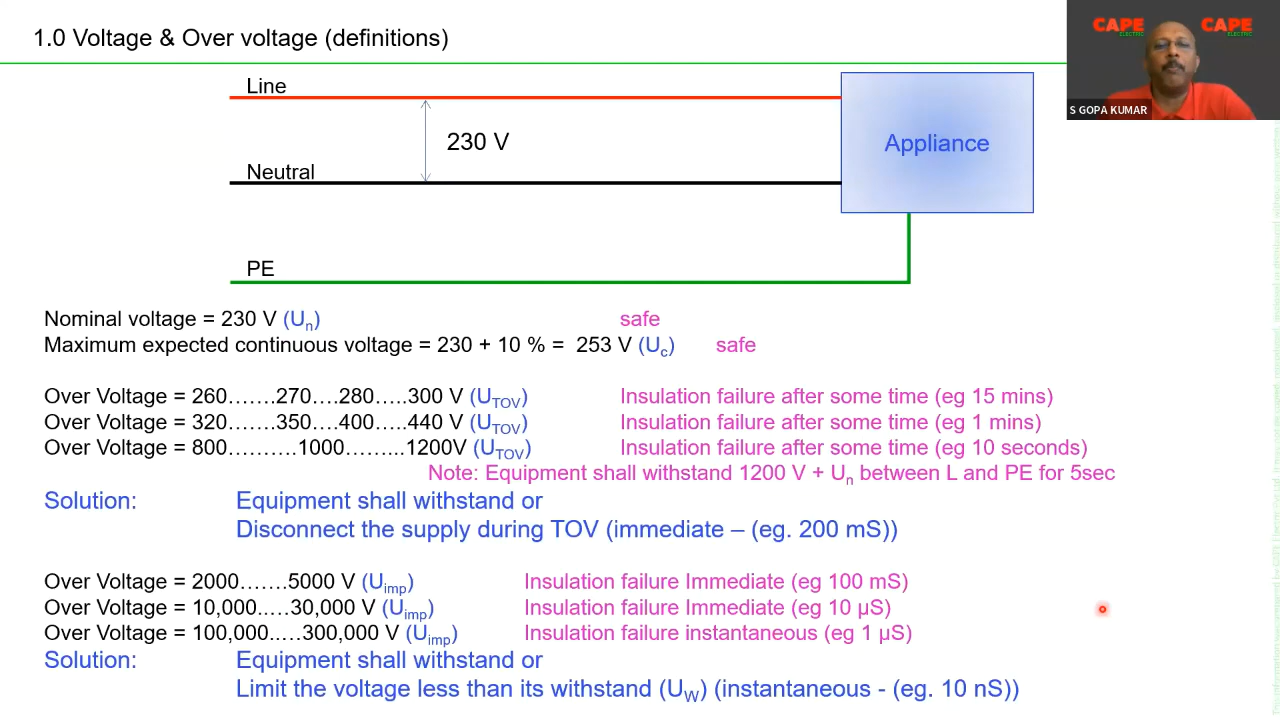 1.0 Voltage & Over voltage (definitions)
CAPE ELECTRIC
CAPE ELECTRIC
S GOPA KUMAR
Line
230 V
Appliance
Neutral
PE
Nominal voltage = 230 V (Un) safe
Maximum expected continuous voltage = 230 + 10 % = 253 V (Uc) safe
Over Voltage = 260…….270….280…..300 V (UTOV) Insulation failure after some time (eg 15 mins)
Over Voltage = 320…….350….400…..440 V (UTOV) Insulation failure after some time (eg 1 mins)
Over Voltage = 800……….1000……...1200V (UTOV) Insulation failure after some time (eg 10 seconds)
Note: Equipment shall withstand 1200 V + Un between L and PE for 5sec
Solution: Equipment shall withstand or
Disconnect the supply during TOV (immediate – (eg. 200 mS))
Over Voltage = 2000…….5000 V (Uimp) Insulation failure Immediate (eg 100 mS)
Over Voltage = 10,000..…30,000 V (Uimp) Insulation failure Immediate (eg 10 µS)
Over Voltage = 100,000..…300,000 V (Uimp) Insulation failure instantaneous (eg 1 µS)
Solution: Equipment shall withstand or
Limit the voltage less than its withstand (UW) (instantaneous - (eg. 10 nS))